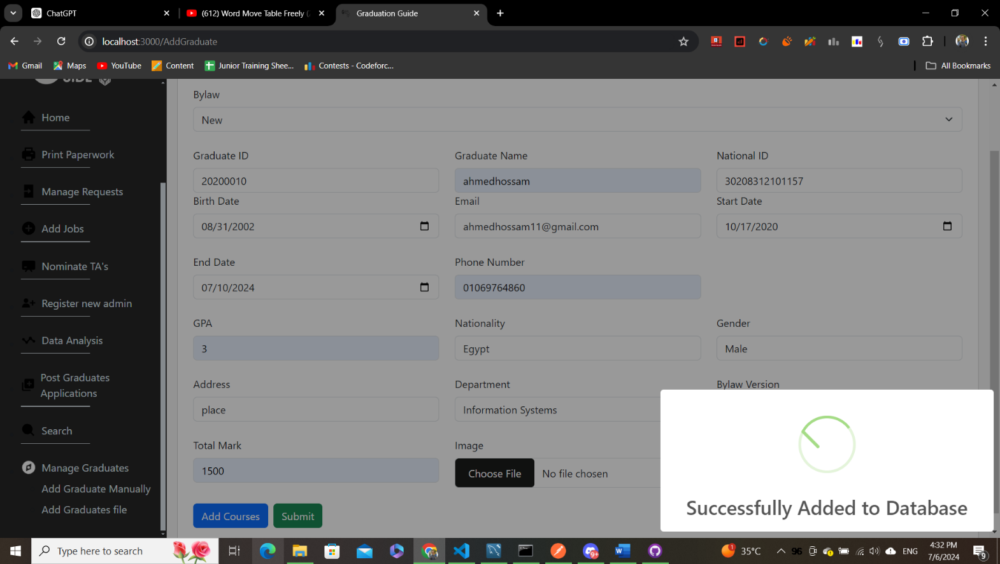 ChatGPT
(612) Word Move Table Freely (
Graduation Guide
localhost:3000/AddGraduate
Gmail
Maps
YouTube
Content
Junior Training Shee...
Contests - Codeforc...
All Bookmarks
Home
Print Paperwork
Manage Requests
Add Jobs
Nominate TA's
Register new admin
Data Analysis
Post Graduates
Applications
Search
Manage Graduates
Add Graduate Manually
Add Graduates file
Bylaw
New
Graduate ID
Graduate Name
National ID
20200010
ahmedhossam
30208312101157
Birth Date
Email
Start Date
08/31/2002
ahmedhossam11@gmail.com
10/17/2020
End Date
Phone Number
07/10/2024
01069764860
GPA
Nationality
Gender
3
Egypt
Male
Address
Department
Bylaw Version
place
Information Systems
Total Mark
Image
1500
Choose File
No file chosen
Add Courses
Submit
Successfully Added to Database
Type here to search
9+
1
35°C
96
ENG
4:32 PM
7/6/2024
9